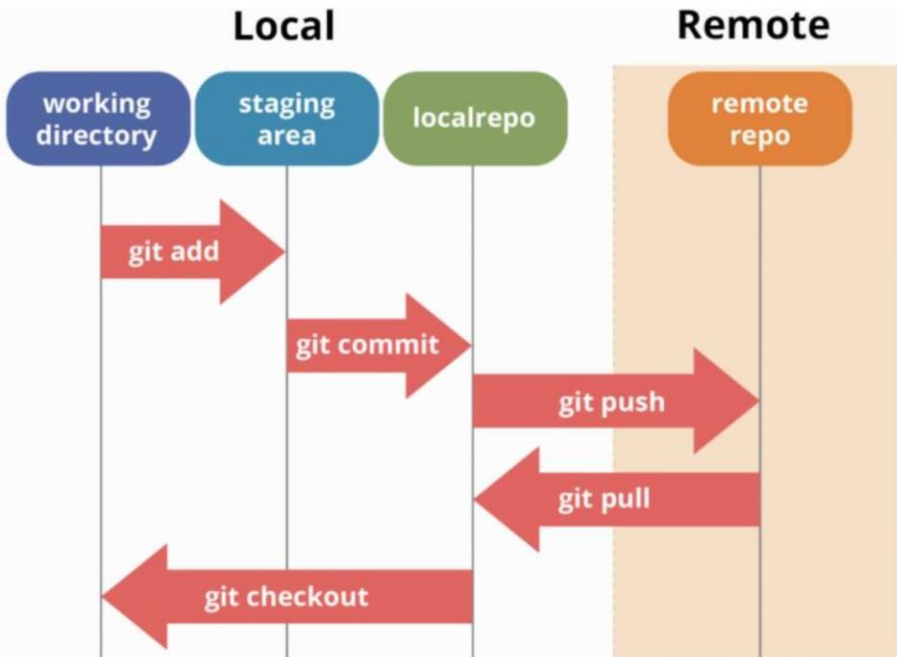 Local
Remote
working
directory
staging
area
localrepo
remote
repo
git add
git commit
git push
git pull
git checkout